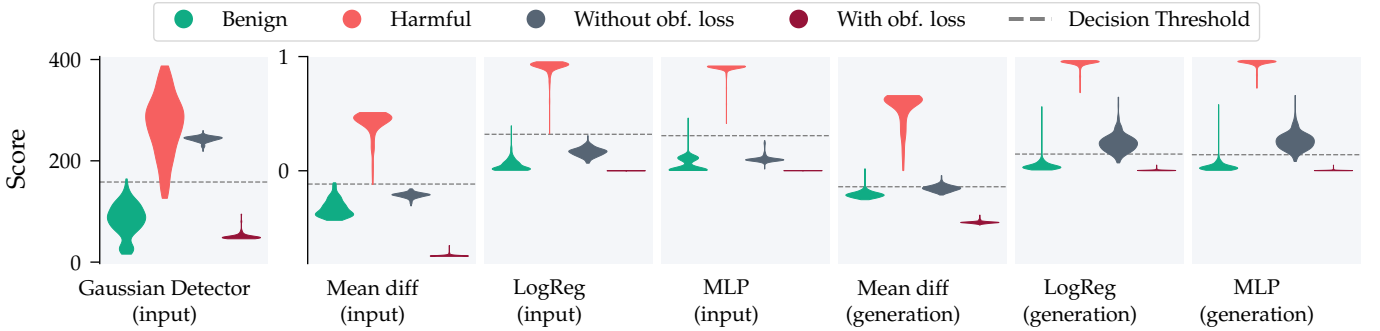 Benign Harmful Without obf. loss With obf. loss Decision Threshold
400
200
0
Score
1
0
Gaussian Detector
(input)
Mean diff
(input)
LogReg
(input)
MLP
(input)
Mean diff
(generation)
LogReg
(generation)
MLP
(generation)